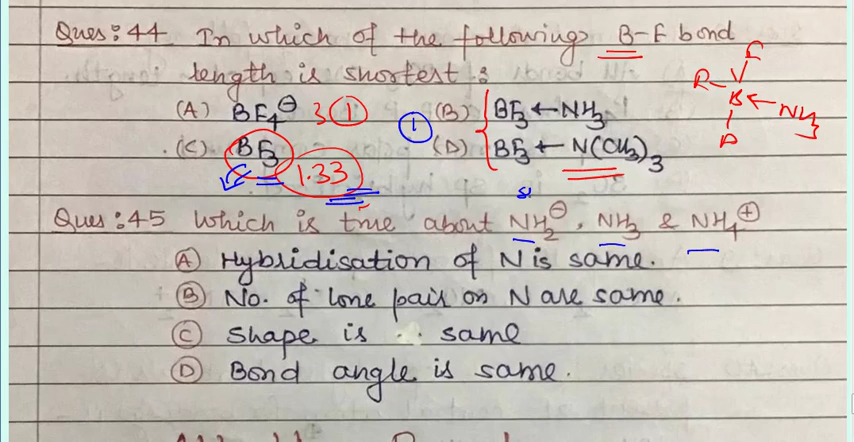 Ques:44. In which of the following B-F bond
length is shortest:
(A) BF4⊖ 3 ① (B) BF3 ← NH3
(C) BF3 1.33 ① (D) BF3 ← N(CH3)3
F
B ← NH3
Ques:45 Which is true about NH2⊖, NH3 & NH4⊕
Ⓐ Hybridisation of N is same.
Ⓑ No. of lone pair on N are same.
Ⓒ Shape is same
Ⓓ Bond angle is same.